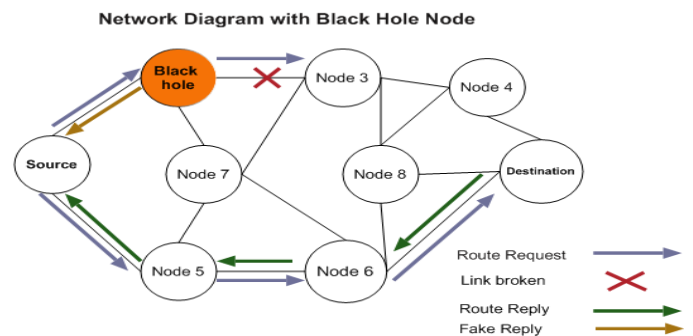 Network Diagram with Black Hole Node
Black
hole
Node 3
Node 4
Source
Node 7
Node 8
Destination
Node 5
Node 6
Route Request
Link broken
Route Reply
Fake Reply